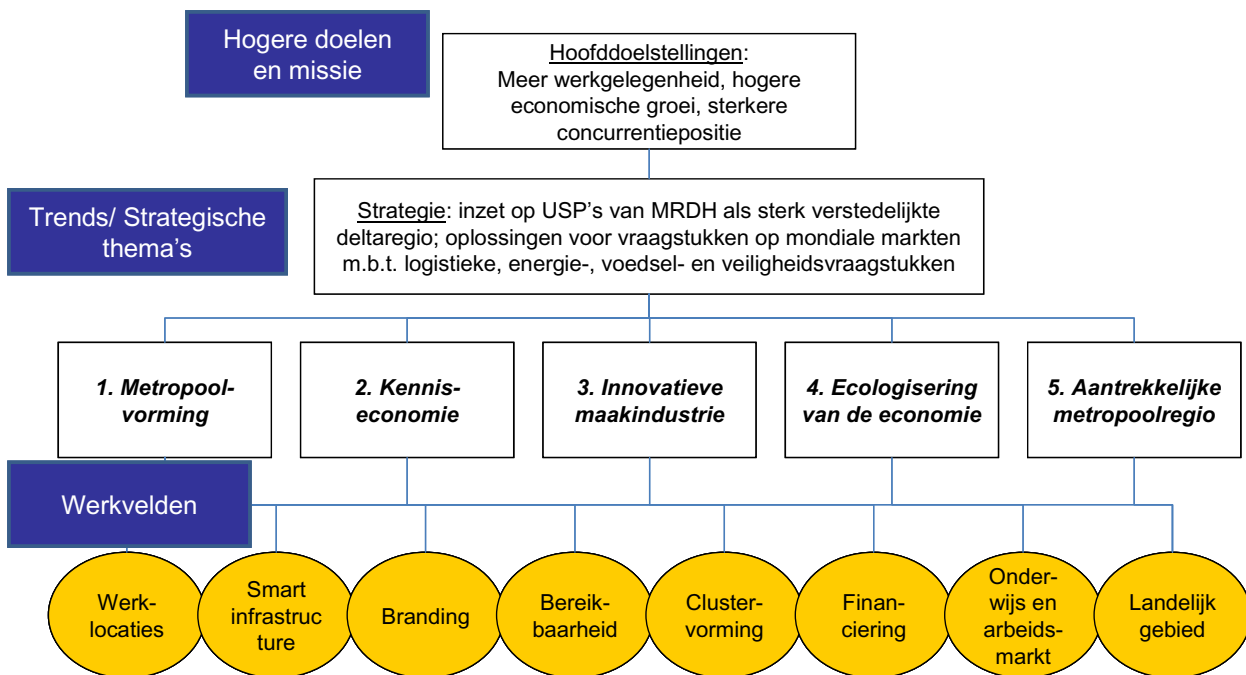 Hogere doelen
en missie
Hoofddoelstellingen:
Meer werkgelegenheid, hogere
economische groei, sterkere
concurrentiepositie
Trends/ Strategische
thema's
Strategie: inzet op USP's van MRDH als sterk verstedelijkte
deltaregio; oplossingen voor vraagstukken op mondiale markten
m.b.t. logistieke, energie-, voedsel- en veiligheidsvraagstukken
1. Metropool-
vorming
2. Kennis-
economie
3. Innovatieve
maakindustrie
4. Ecologisering
van de economie
5. Aantrekkelijke
metropoolregio
Werkvelden
Werk-
locaties
Smart
infrastruc
ture
Branding
Bereik-
baarheid
Cluster-
vorming
Finan-
ciering
Onder-
wijs en
arbeids-
markt
Landelijk
gebied